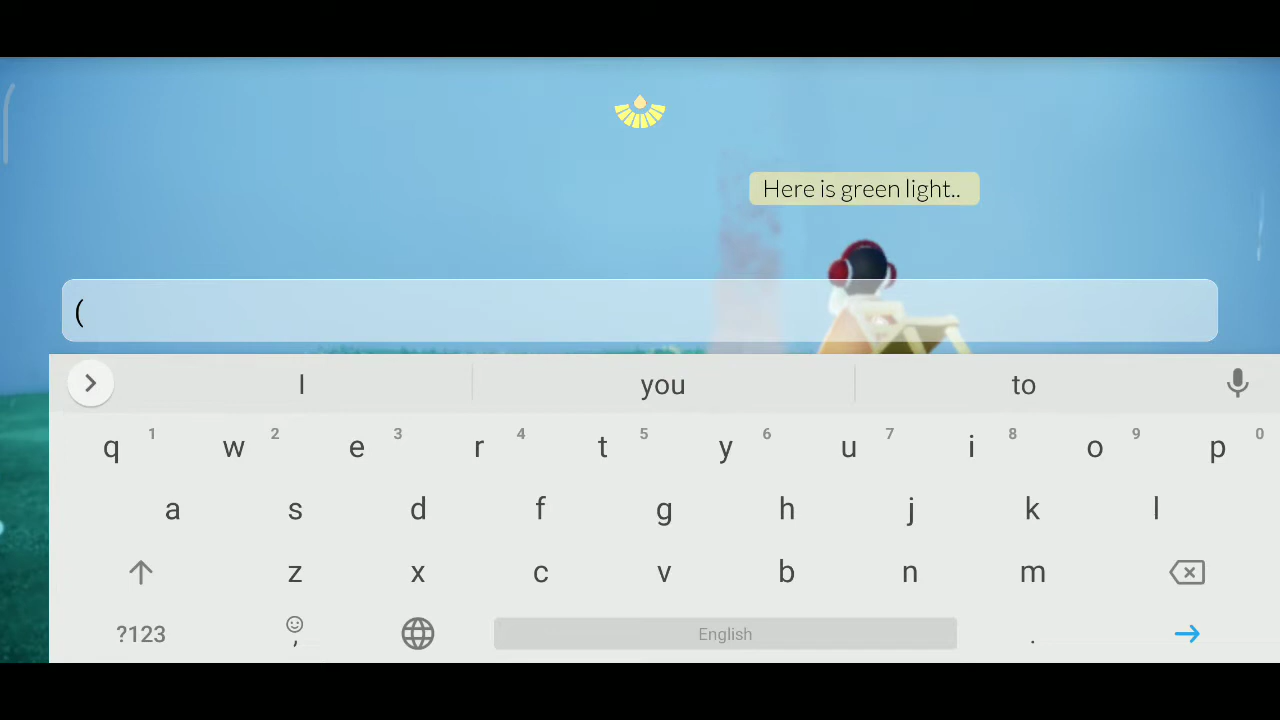 Here is green light..
(
I you to
q 1 w 2 e 3 r 4 t 5 y 6 u 7 i 8 o 9 p 0
a s d f g h j k l
z x c v b n m
?123 , English .